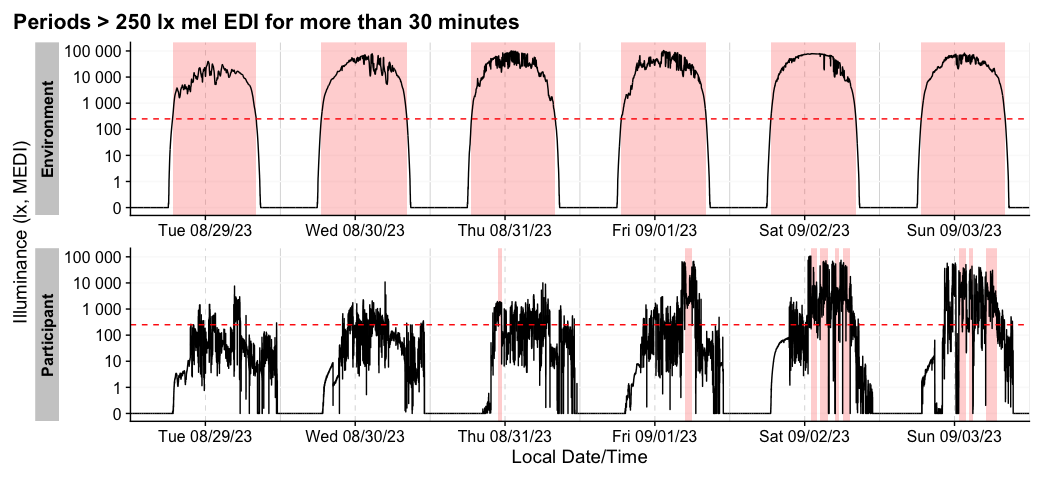 Periods > 250 lx mel EDI for more than 30 minutes
Illuminance (lx, MEDI)
Environment
100 000
10 000
1 000
100
10
1
0
Tue 08/29/23 Wed 08/30/23 Thu 08/31/23 Fri 09/01/23 Sat 09/02/23 Sun 09/03/23
Participant
100 000
10 000
1 000
100
10
1
0
Tue 08/29/23 Wed 08/30/23 Thu 08/31/23 Fri 09/01/23 Sat 09/02/23 Sun 09/03/23
Local Date/Time